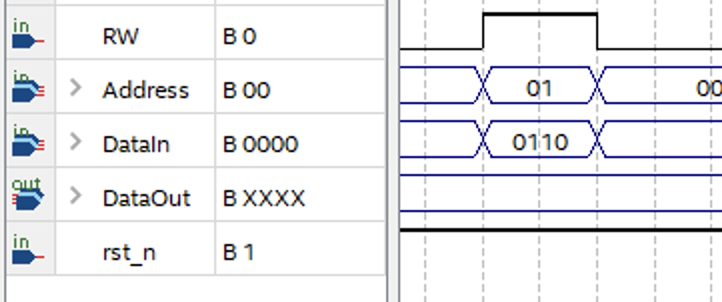 in RW B 0
in > Address B 00 01 00
in > DataIn B 0000 0110
out > DataOut B XXXX
in rst_n B 1